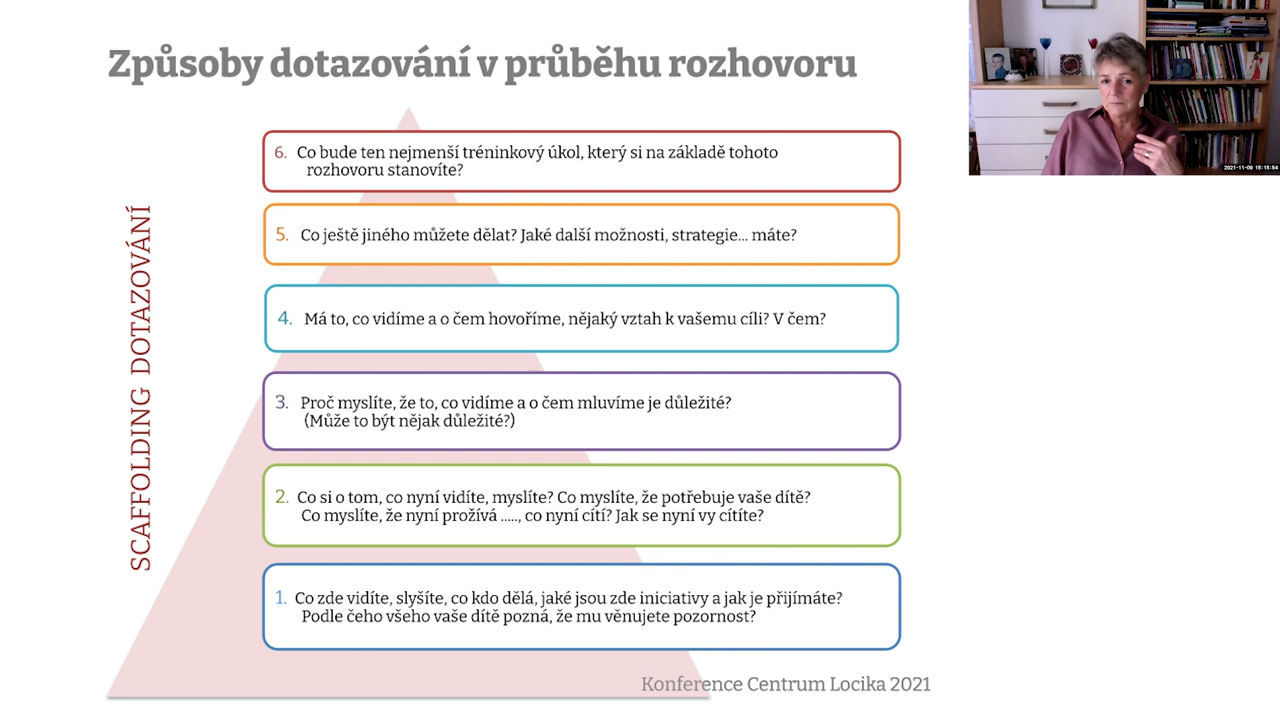 Způsoby dotazování v průběhu rozhovoru
6. Co bude ten nejmenší tréninkový úkol, který si na základě tohoto
rozhovoru stanovíte?
5. Co ještě jiného můžete dělat? Jaké další možnosti, strategie... máte?
4. Má to, co vidíme a o čem hovoříme, nějaký vztah k vašemu cíli? V čem?
3. Proč myslíte, že to, co vidíme a o čem mluvíme je důležité?
(Může to být nějak důležité?)
2. Co si o tom, co nyní vidíte, myslíte? Co myslíte, že potřebuje vaše dítě?
Co myslíte, že nyní prožívá ....., co nyní cítí? Jak se nyní vy cítíte?
1. Co zde vidíte, slyšíte, co kdo dělá, jaké jsou zde iniciativy a jak je přijímáte?
Podle čeho všeho vaše dítě pozná, že mu věnujete pozornost?
SCAFFOLDING DOTAZOVÁNÍ
Konference Centrum Locika 2021